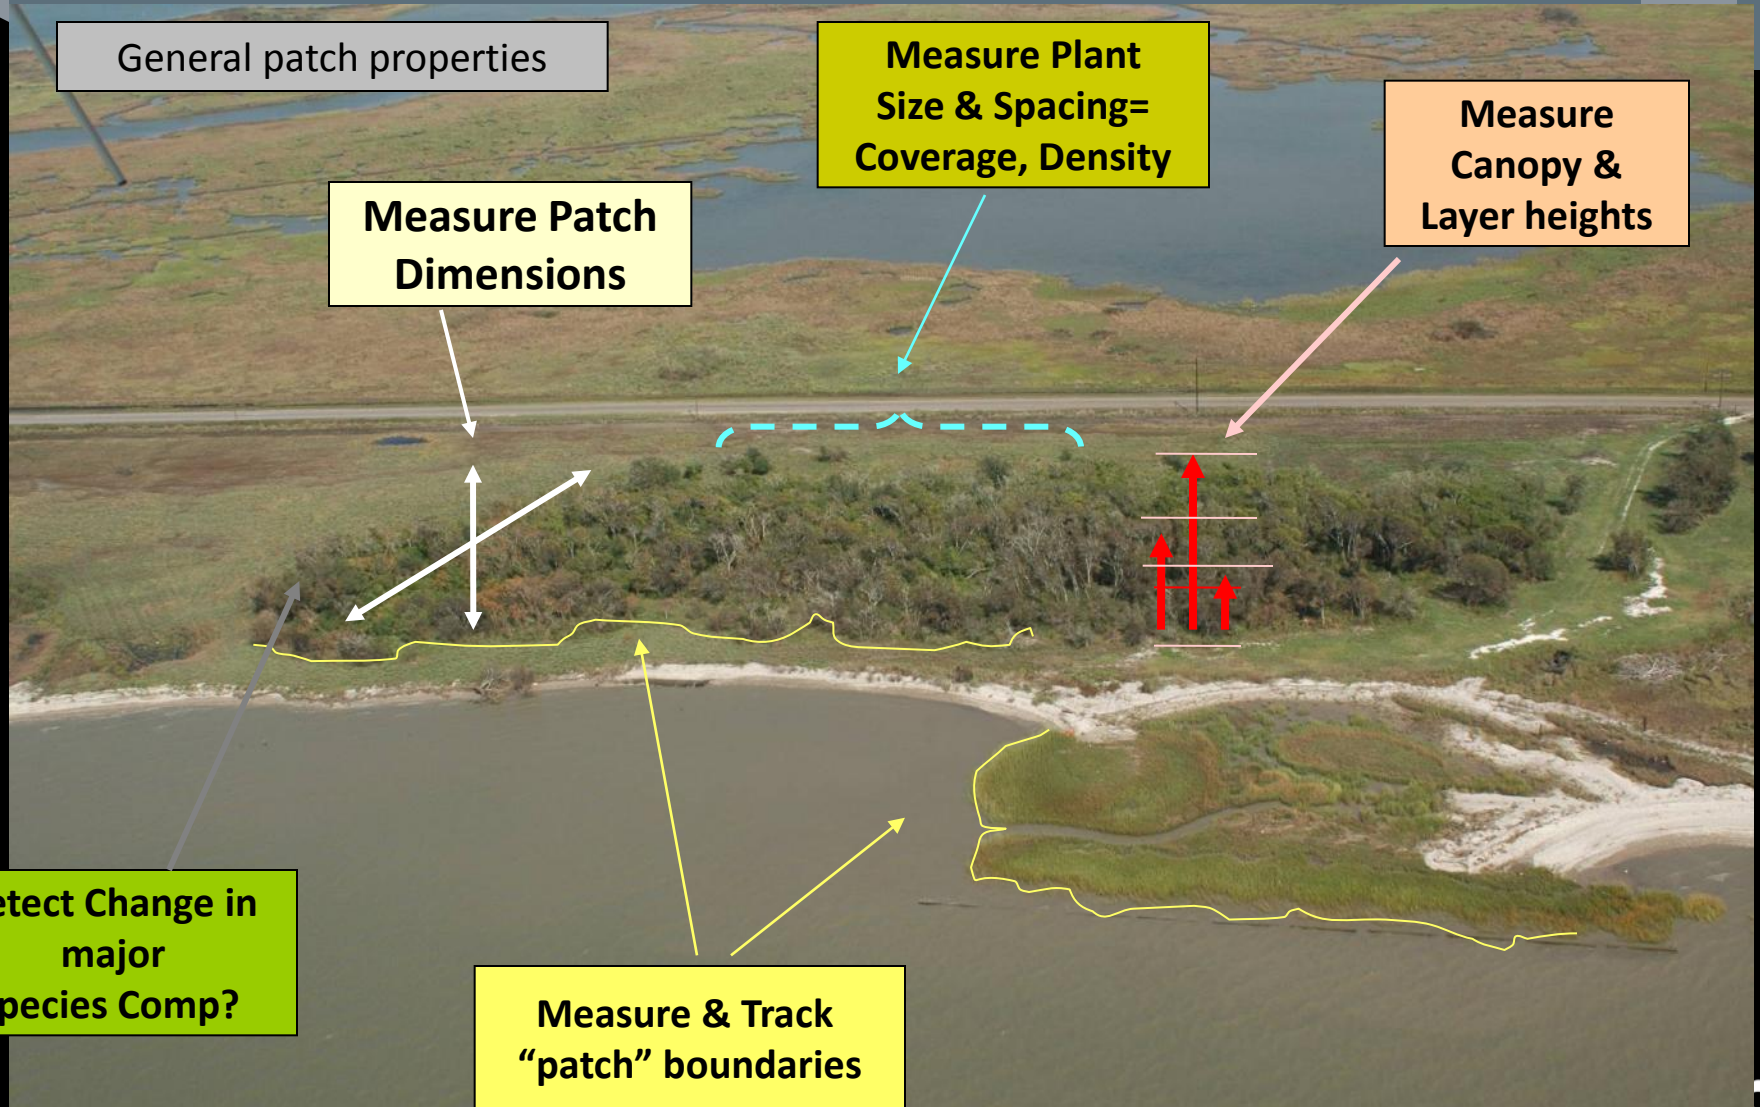 General patch properties
Measure Plant
Size & Spacing=
Coverage, Density
Measure
Canopy &
Layer heights
Measure Patch
Dimensions
etect Change in
major
pecies Comp?
Measure & Track
“patch” boundaries